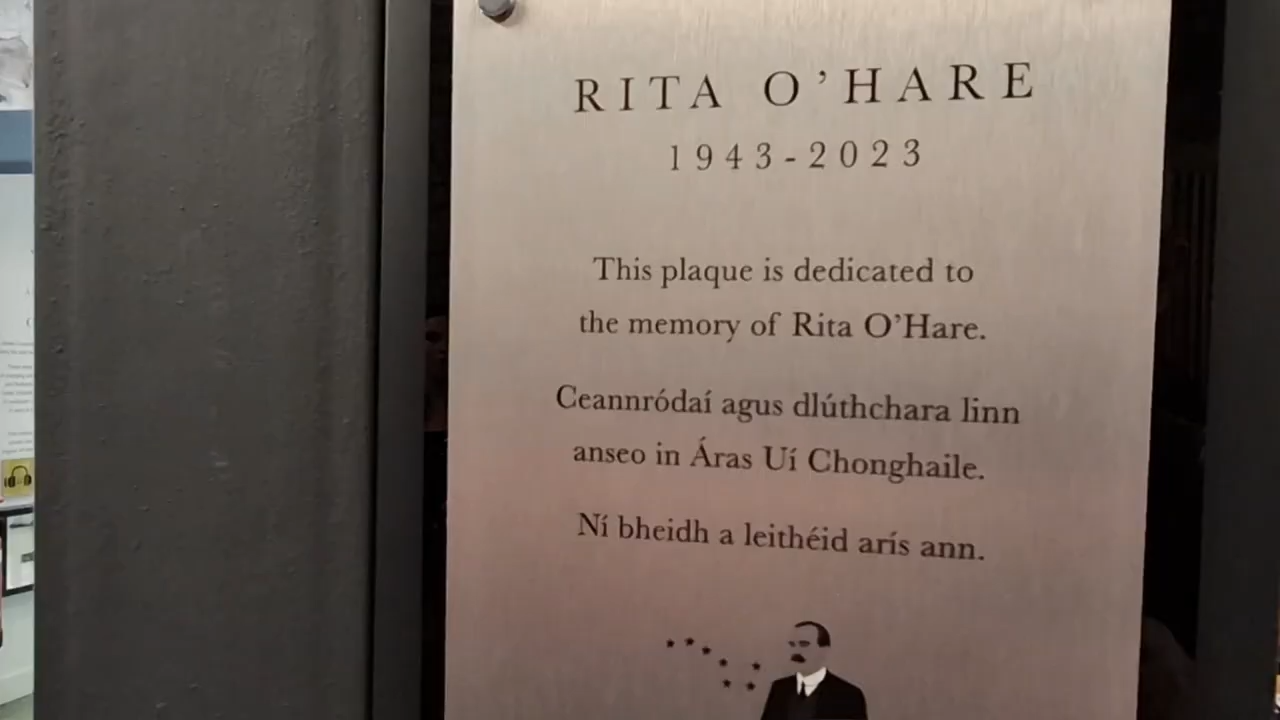 RITA O'HARE
1943-2023
This plaque is dedicated to
the memory of Rita O'Hare.
Ceannródaí agus dlúthchara linn
anseo in Áras Uí Chonghaile.
Ní bheidh a leithéid arís ann.